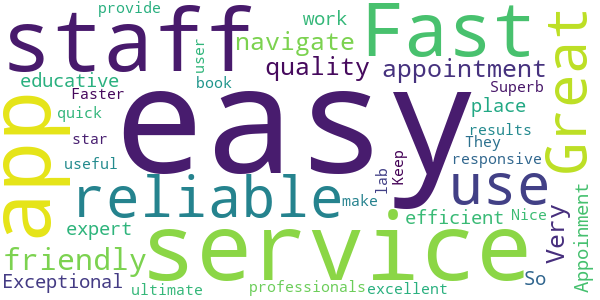 provide
staff
Fast
work
user
navigate
Great
educative
quality
appointment
book
Faster
easy
Superb
quick
place
app
star
results
They
useful
lab
Keep
responsive
reliable
use
make
Very
Appoinment
expert
service
efficient
Nice
friendly
Exceptional
So
ultimate
professionals
excellent